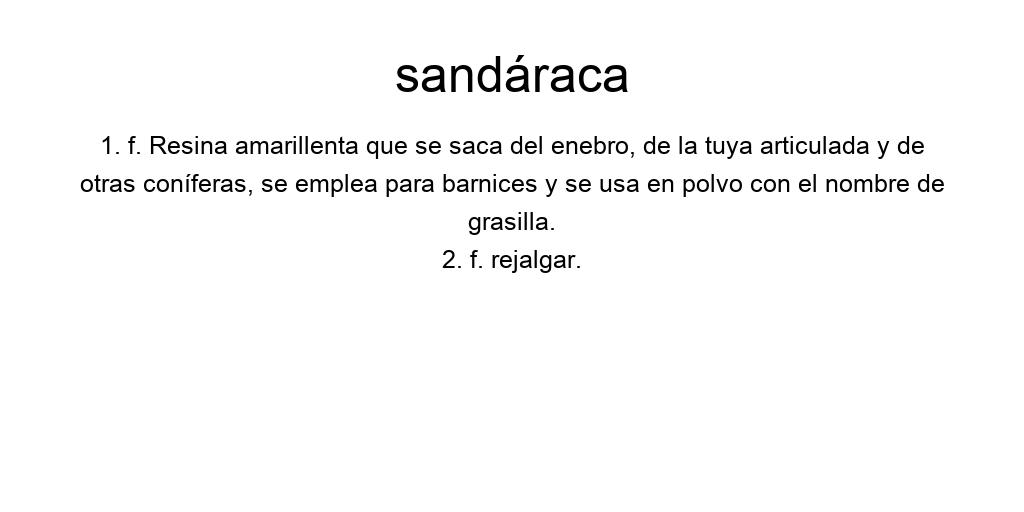 sandáraca
1. f. Resina amarillenta que se saca del enebro, de la tuya articulada y de
otras coníferas, se emplea para barnices y se usa en polvo con el nombre de
grasilla.
2. f. rejalgar.